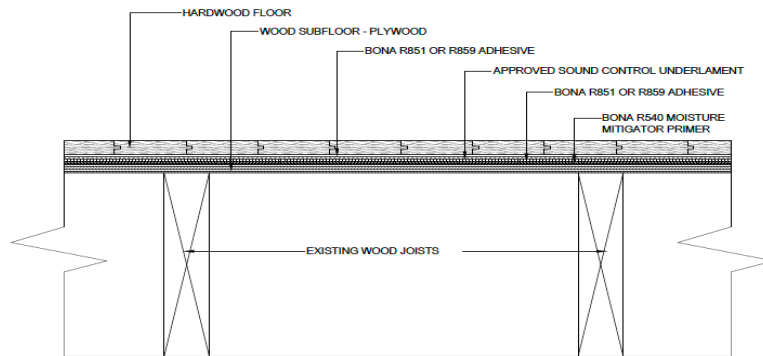 HARDWOOD FLOOR
WOOD SUBFLOOR - PLYWOOD
BONA R851 OR R859 ADHESIVE
APPROVED SOUND CONTROL UNDERLAMENT
BONA R851 OR R859 ADHESIVE
BONA R540 MOISTURE
MITIGATOR PRIMER
EXISTING WOOD JOISTS